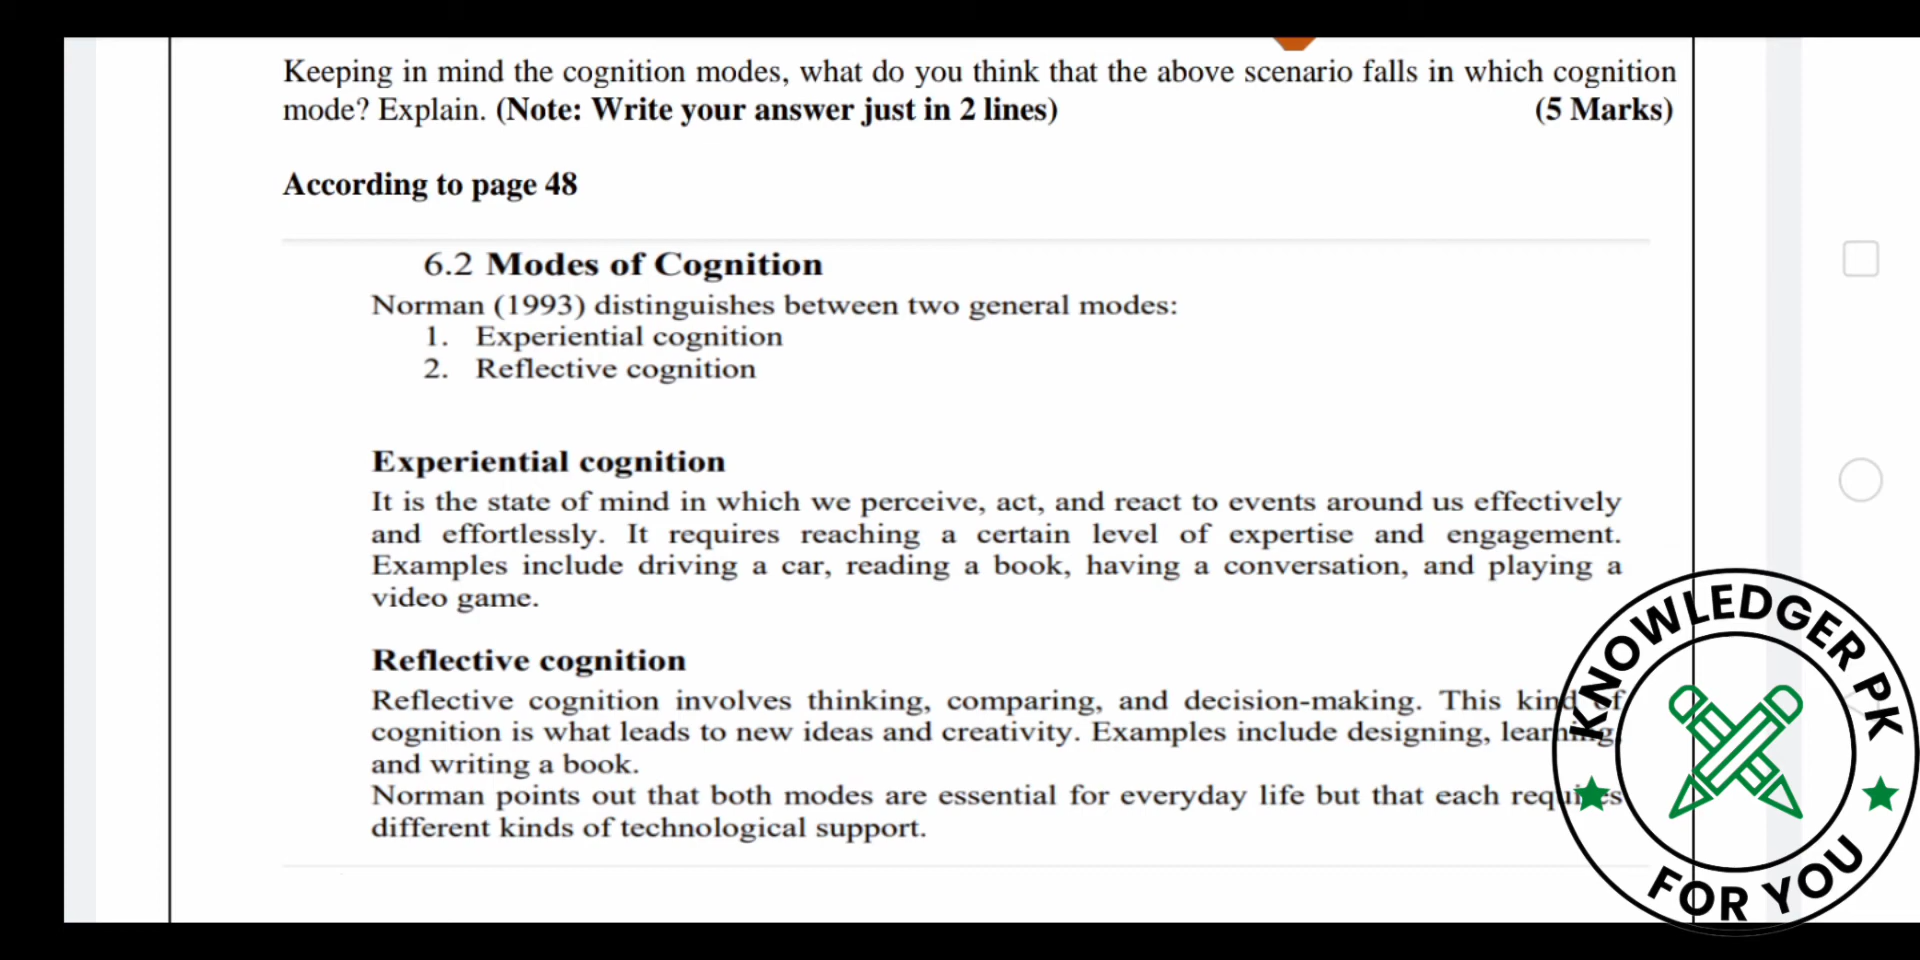 Keeping in mind the cognition modes, what do you think that the above scenario falls in which cognition
mode? Explain. (Note: Write your answer just in 2 lines) (5 Marks)
According to page 48
6.2 Modes of Cognition
Norman (1993) distinguishes between two general modes:
1. Experiential cognition
2. Reflective cognition
Experiential cognition
It is the state of mind in which we perceive, act, and react to events around us effectively
and effortlessly. It requires reaching a certain level of expertise and engagement.
Examples include driving a car, reading a book, having a conversation, and playing a
video game.
Reflective cognition
Reflective cognition involves thinking, comparing, and decision-making. This kind of
cognition is what leads to new ideas and creativity. Examples include designing, learning,
and writing a book.
Norman points out that both modes are essential for everyday life but that each requires
different kinds of technological support.
KNOWLEDGER PK
FOR YOU